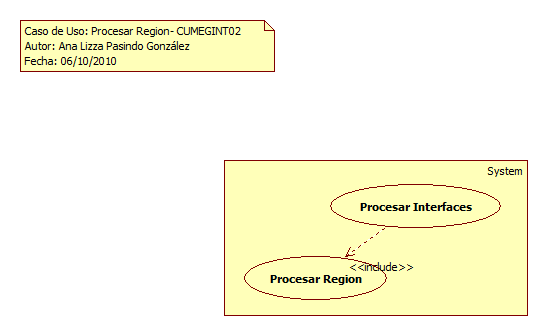 Caso de Uso: Procesar Region- CUMEGINT02
Autor: Ana Lizza Pasindo González
Fecha: 06/10/2010
System
Procesar Interfaces
<<include>>
Procesar Region